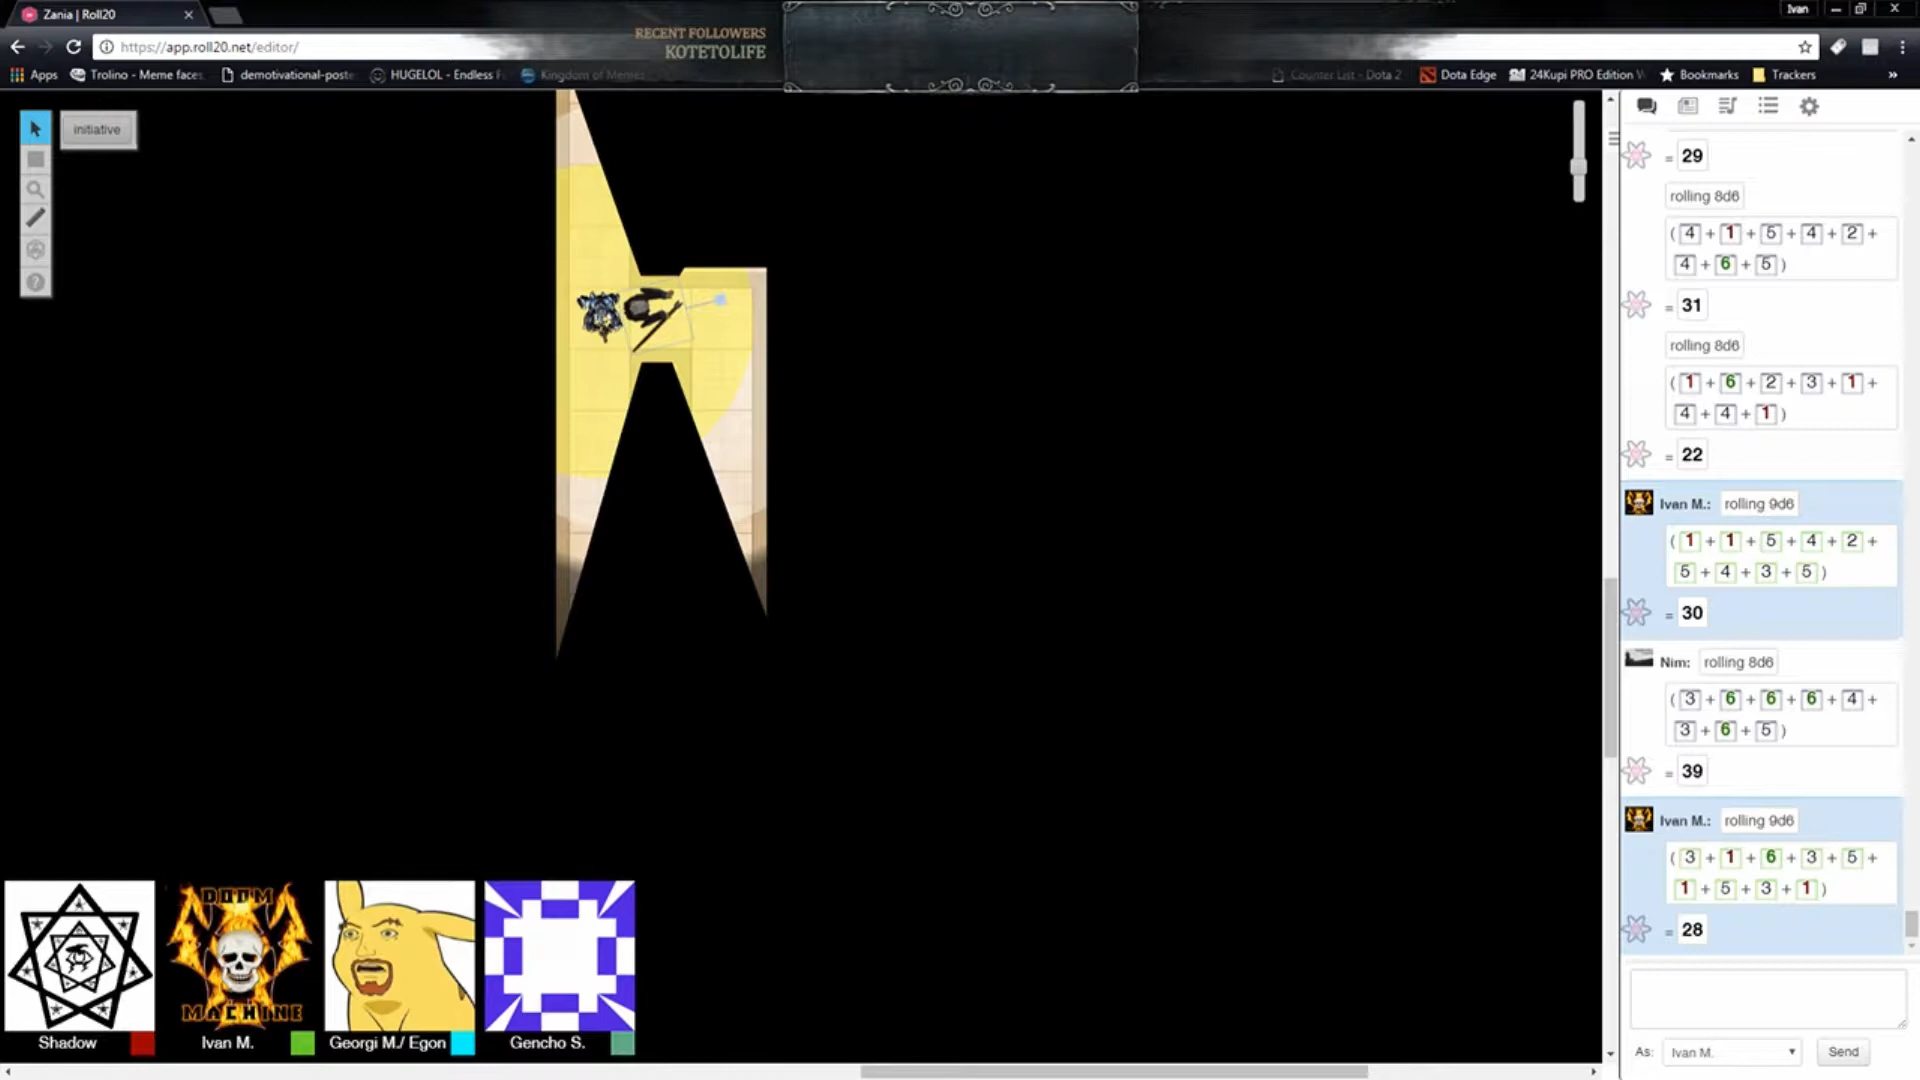 Zania | Roll20
Ivan
https://app.roll20.net/editor/
RECENT FOLLOWERS
KOTETOLIFE
Apps
Trolino - Meme faces
demotivational-poste
HUGELOL - Endless F
Kingdom of Memes
Counter List - Dota 2
Dota Edge
24Kupi PRO Edition V
Bookmarks
Trackers
»
initiative
= 29
rolling 8d6
(4+1+5+4+2+
4+6+5)
= 31
rolling 8d6
(1+6+2+3+1+
4+4+1)
= 22
Ivan M.: rolling 9d6
(1+1+5+4+2+
5+4+3+5)
= 30
Nim: rolling 8d6
(3+6+6+6+4+
3+6+5)
= 39
Ivan M.: rolling 9d6
(3+1+6+3+5+
1+5+3+1)
= 28
DOOM
MACHINE
Shadow
Ivan M.
Georgi M./ Egon
Gencho S.
As: Ivan M.
Send